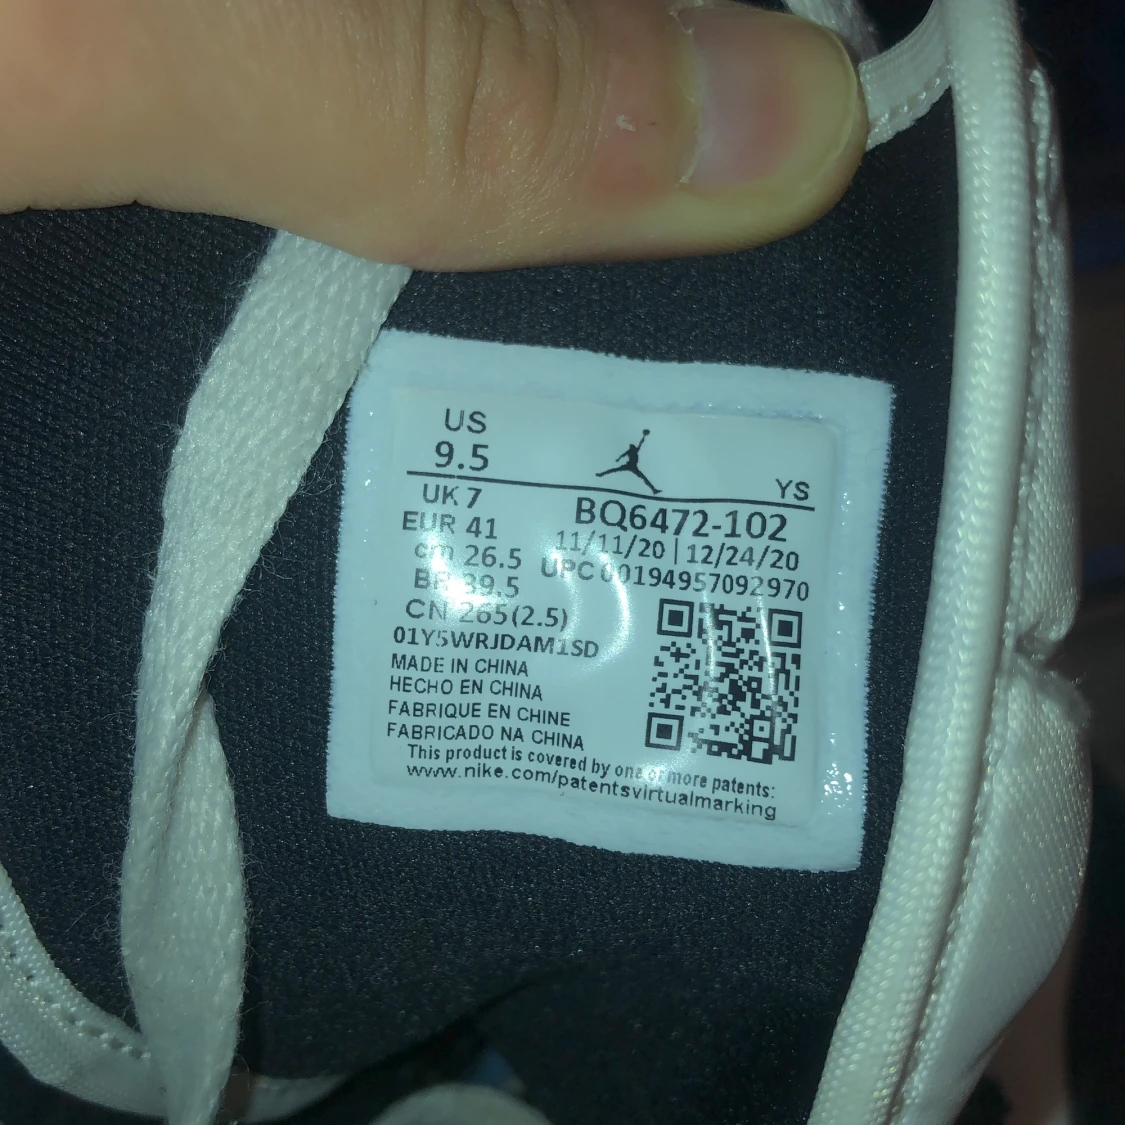 US
9.5
YS
UK 7
EUR 41
cm 26.5
BR 39.5
CN 265(2.5)
BQ6472-102
11/11/20 | 12/24/20
UPC 00194957092970
01Y5WRJDAM1SD
MADE IN CHINA
HECHO EN CHINA
FABRIQUE EN CHINE
FABRICADO NA CHINA
This product is covered by one or more patents:
www.nike.com/patentsvirtualmarking